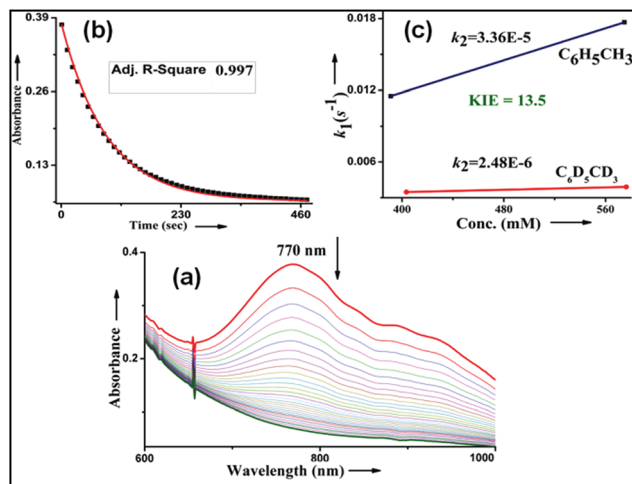 (b)
0.39
0.26
0.13
Absorbance
Adj. R-Square 0.997
0
230
460
Time (sec)
(c)
0.018
0.012
0.006
k₁(s⁻¹)
k₂=3.36E-5
C₆H₅CH₃
KIE = 13.5
k₂=2.48E-6
C₆D₅CD₃
400
480
560
Conc. (mM)
(a)
770 nm
0.4
0.2
Absorbance
600
800
1000
Wavelength (nm)